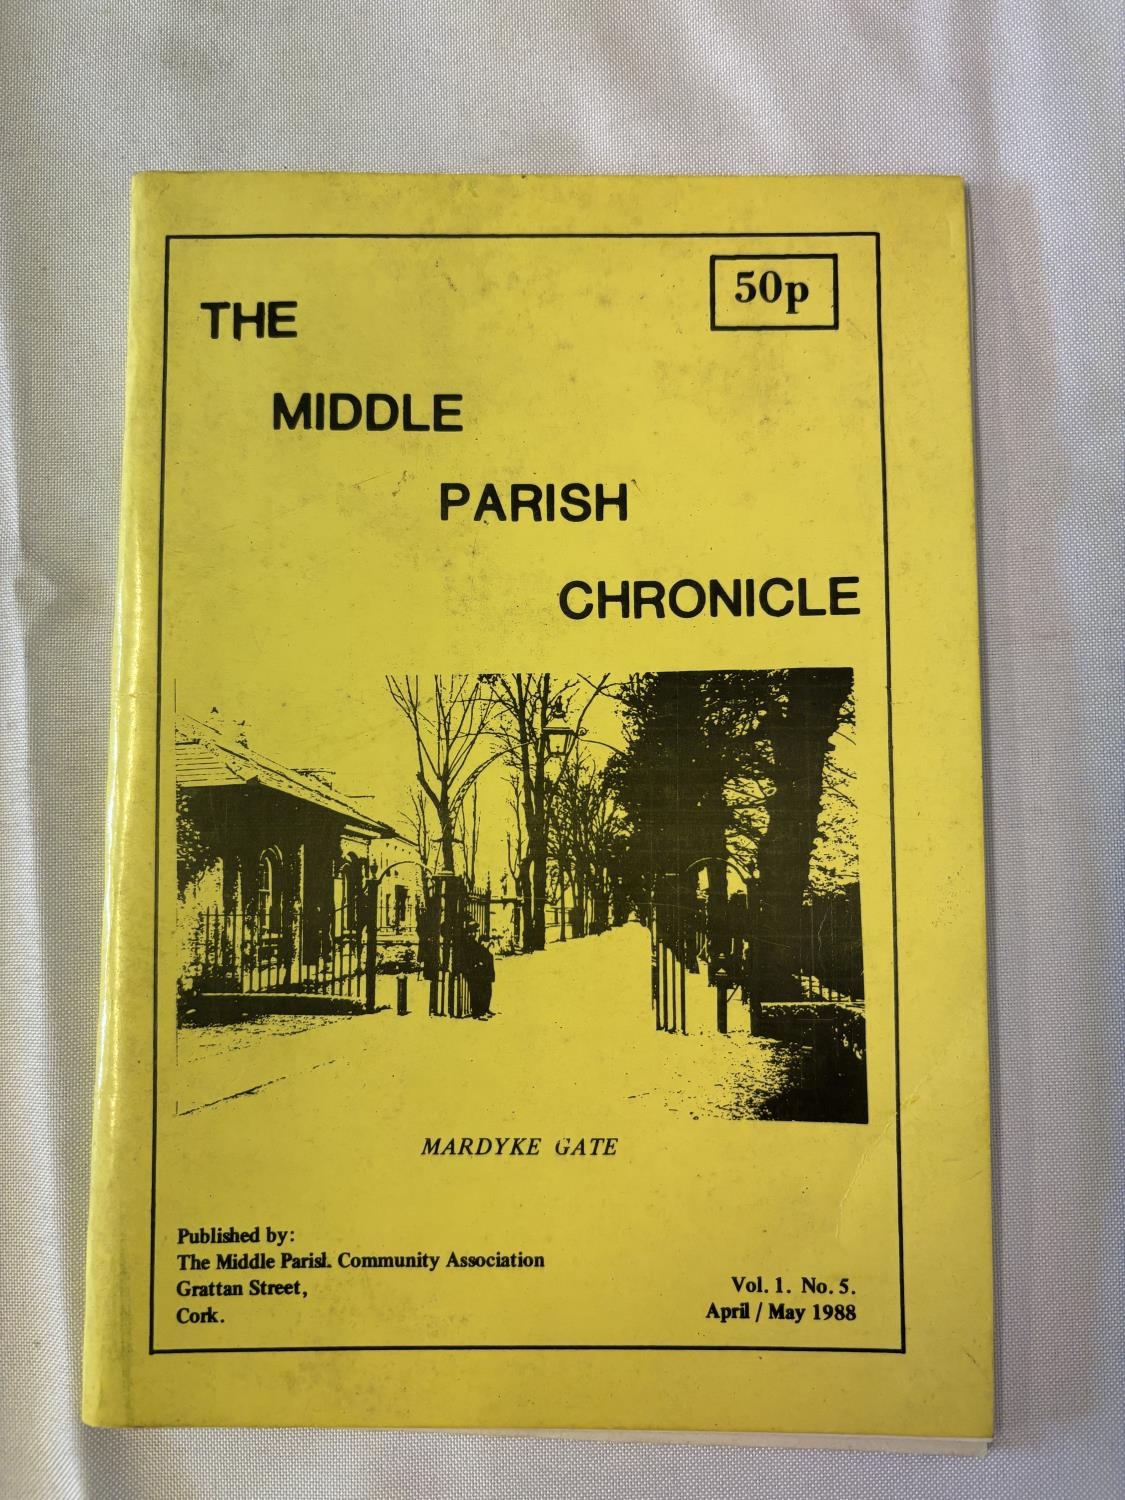 50p
THE
MIDDLE
PARISH
CHRONICLE
MARDYKE GATE
Published by:
The Middle Parish Community Association
Grattan Street,
Cork.
Vol. 1. No. 5.
April / May 1988